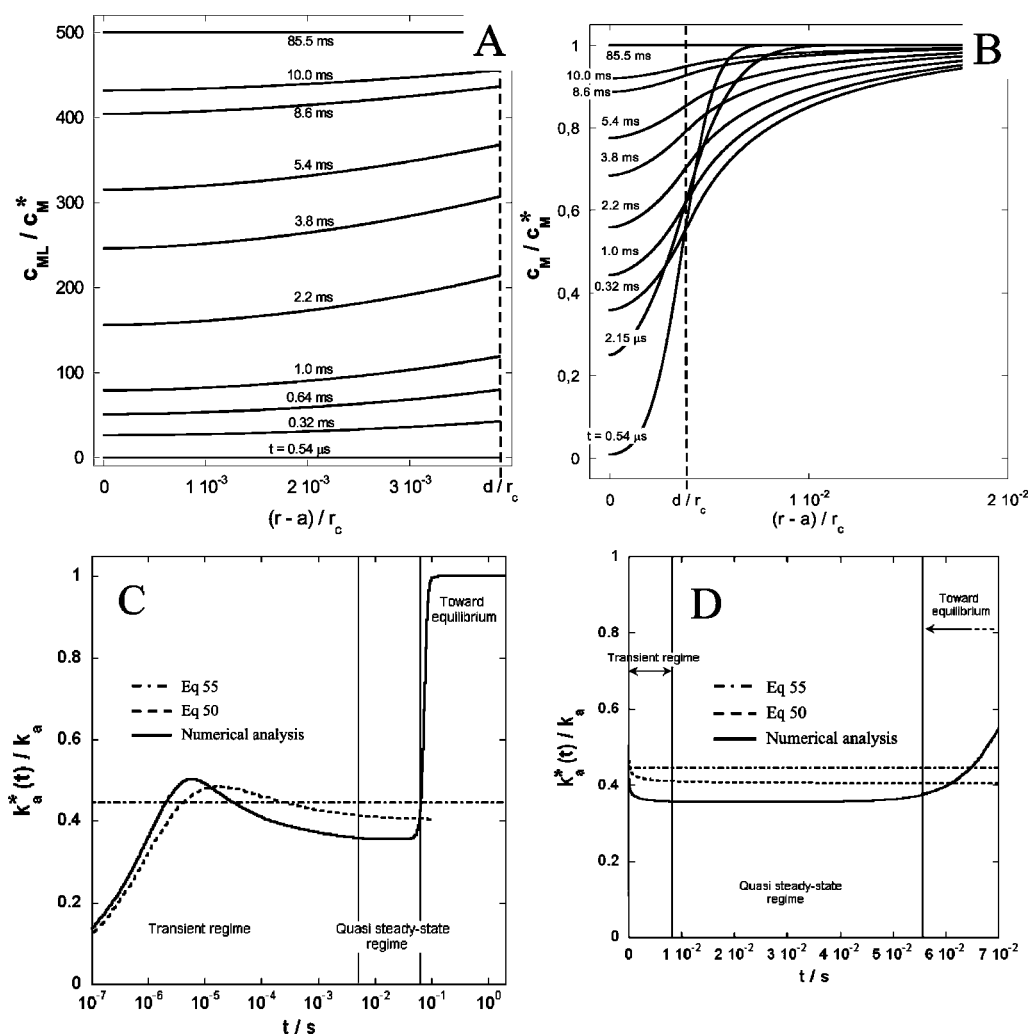 A
500
400
300
200
100
0
c_ML / c*_M
85.5 ms
10.0 ms
8.6 ms
5.4 ms
3.8 ms
2.2 ms
1.0 ms
0.64 ms
0.32 ms
t = 0.54 μs
0
1 10⁻³
2 10⁻³
3 10⁻³
d / r_c
(r - a) / r_c
B
1
0,8
0,6
0,4
0,2
0
c_M / c*_M
85.5 ms
10.0 ms
8.6 ms
5.4 ms
3.8 ms
2.2 ms
1.0 ms
0.32 ms
2.15 μs
t = 0.54 μs
0
d / r_c
(r - a) / r_c
1 10⁻²
2 10⁻²
C
1
0.8
0.6
0.4
0.2
0
k*_a (t) / k_a
Toward
equilibrium
Eq 55
Eq 50
Numerical analysis
Transient regime
Quasi steady-state
regime
10⁻⁷
10⁻⁶
10⁻⁵
10⁻⁴
10⁻³
10⁻²
10⁻¹
10⁰
t / s
D
1
0.8
0.6
0.4
0.2
0
k*_a (t) / k_a
Toward
equilibrium
Transient regime
Eq 55
Eq 50
Numerical analysis
Quasi steady-state
regime
0
1 10⁻²
2 10⁻²
3 10⁻²
4 10⁻²
5 10⁻²
6 10⁻²
7 10⁻²
t / s